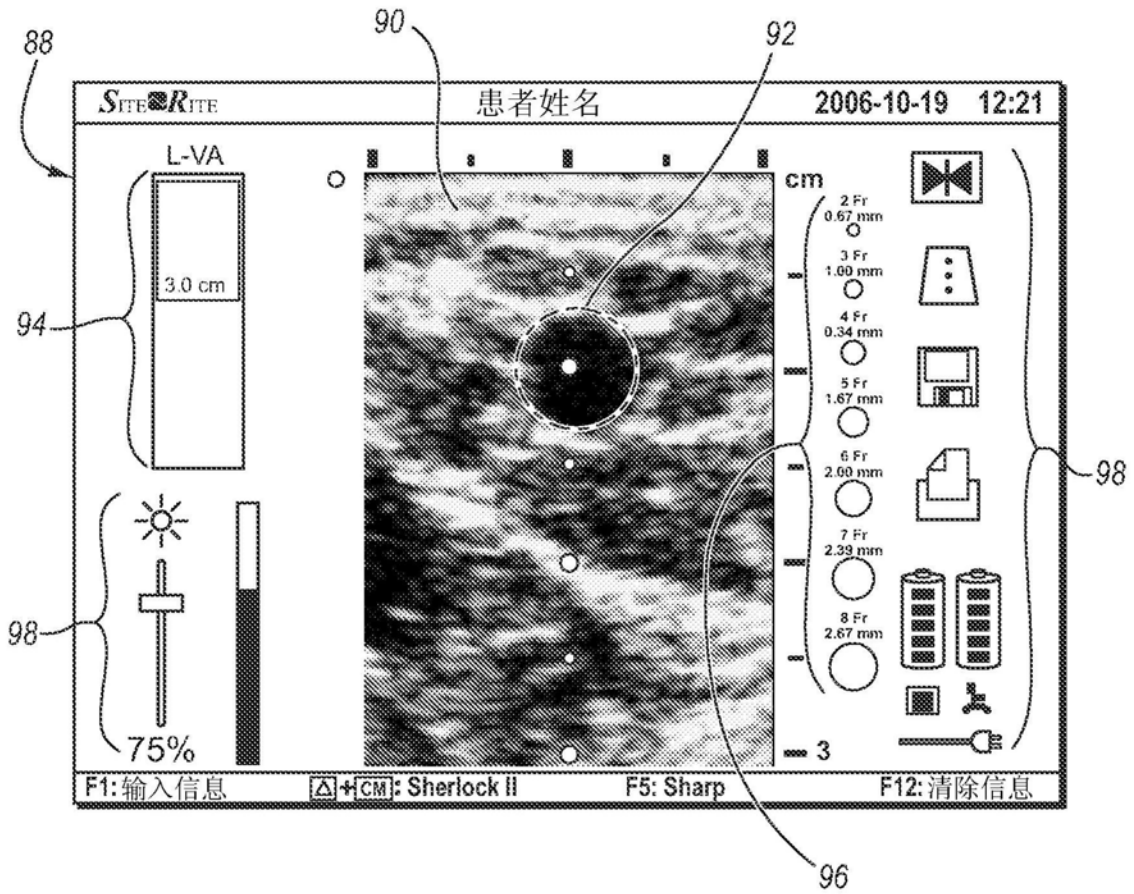 88
90
92
SITE RITE 患者姓名 2006-10-19 12:21
L-VA
cm
3.0 cm
94
2 Fr
0.67 mm
3 Fr
1.00 mm
4 Fr
0.34 mm
5 Fr
1.67 mm
6 Fr
2.00 mm
7 Fr
2.39 mm
8 Fr
2.67 mm
98
98
75%
3
F1:输入信息 △+CM: Sherlock II F5: Sharp F12:清除信息
96